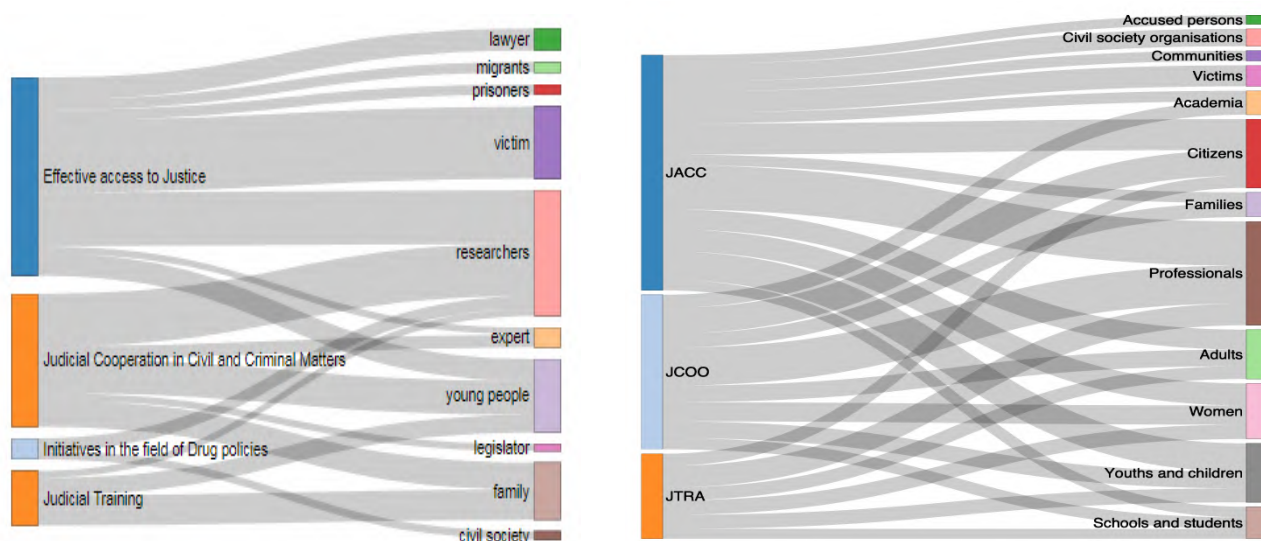 lawyer
migrants
prisoners
victim
Effective access to Justice
researchers
expert
Judicial Cooperation in Civil and Criminal Matters
young people
legislator
Initiatives in the field of Drug policies
family
Judicial Training
civil society
Accused persons
Civil society organisations
Communities
Victims
Academia
Citizens
JACC
Families
Professionals
Adults
JCOO
Women
Youths and children
JTRA
Schools and students